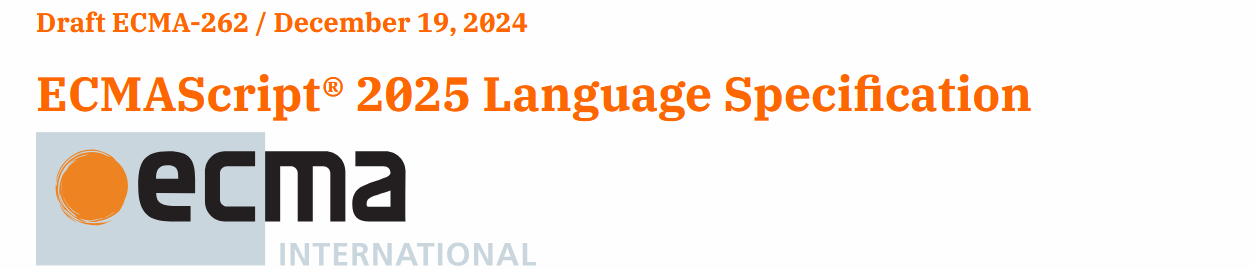 Draft ECMA-262 / December 19, 2024
ECMAScript® 2025 Language Specification
ecma
INTERNATIONAL